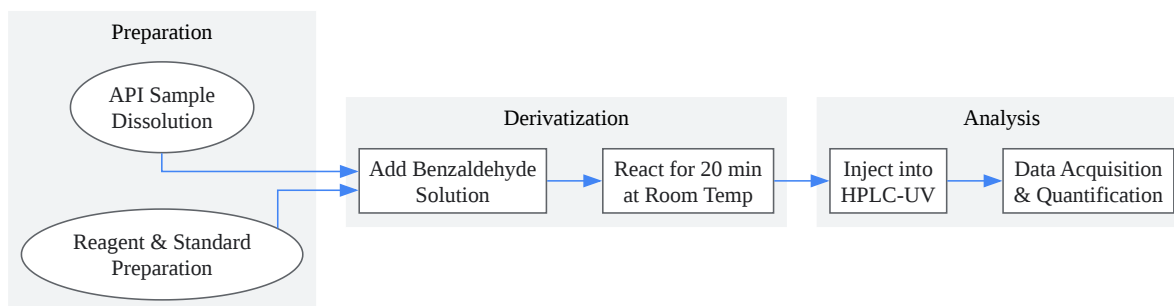 Preparation
API Sample
Dissolution
Reagent & Standard
Preparation
Derivatization
Add Benzaldehyde
Solution
React for 20 min
at Room Temp
Analysis
Inject into
HPLC-UV
Data Acquisition
& Quantification